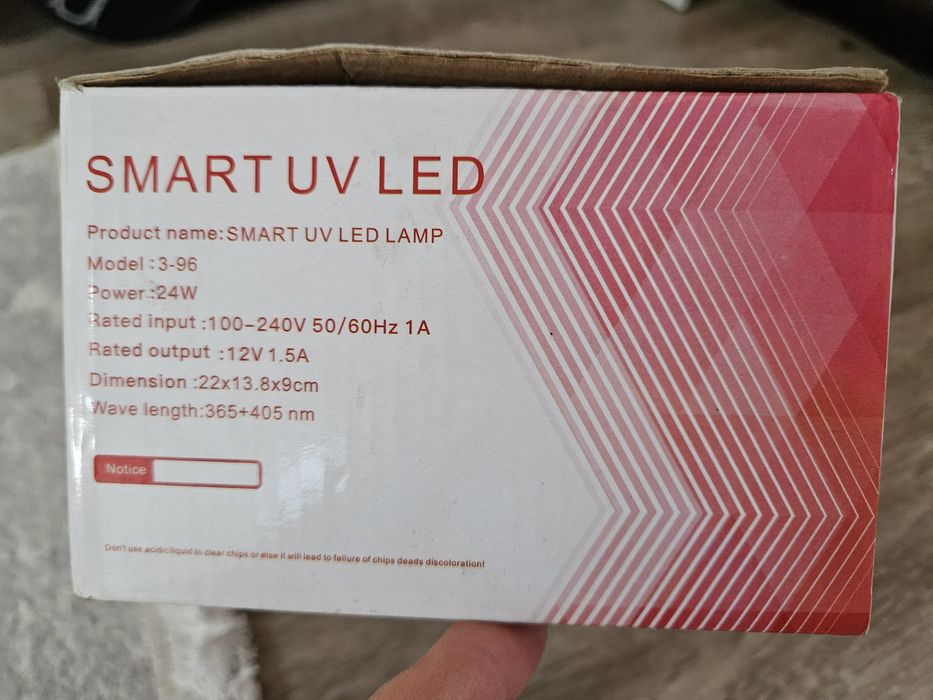 SMART UV LED
Product name:SMART UV LED LAMP
Model :3-96
Power :24W
Rated input :100-240V 50/60Hz 1A
Rated output :12V 1.5A
Dimension :22x13.8x9cm
Wave length:365+405 nm
Notice
Don't use acidic liquid to clear chips or else it will lead to failure of chips deads discoloration!